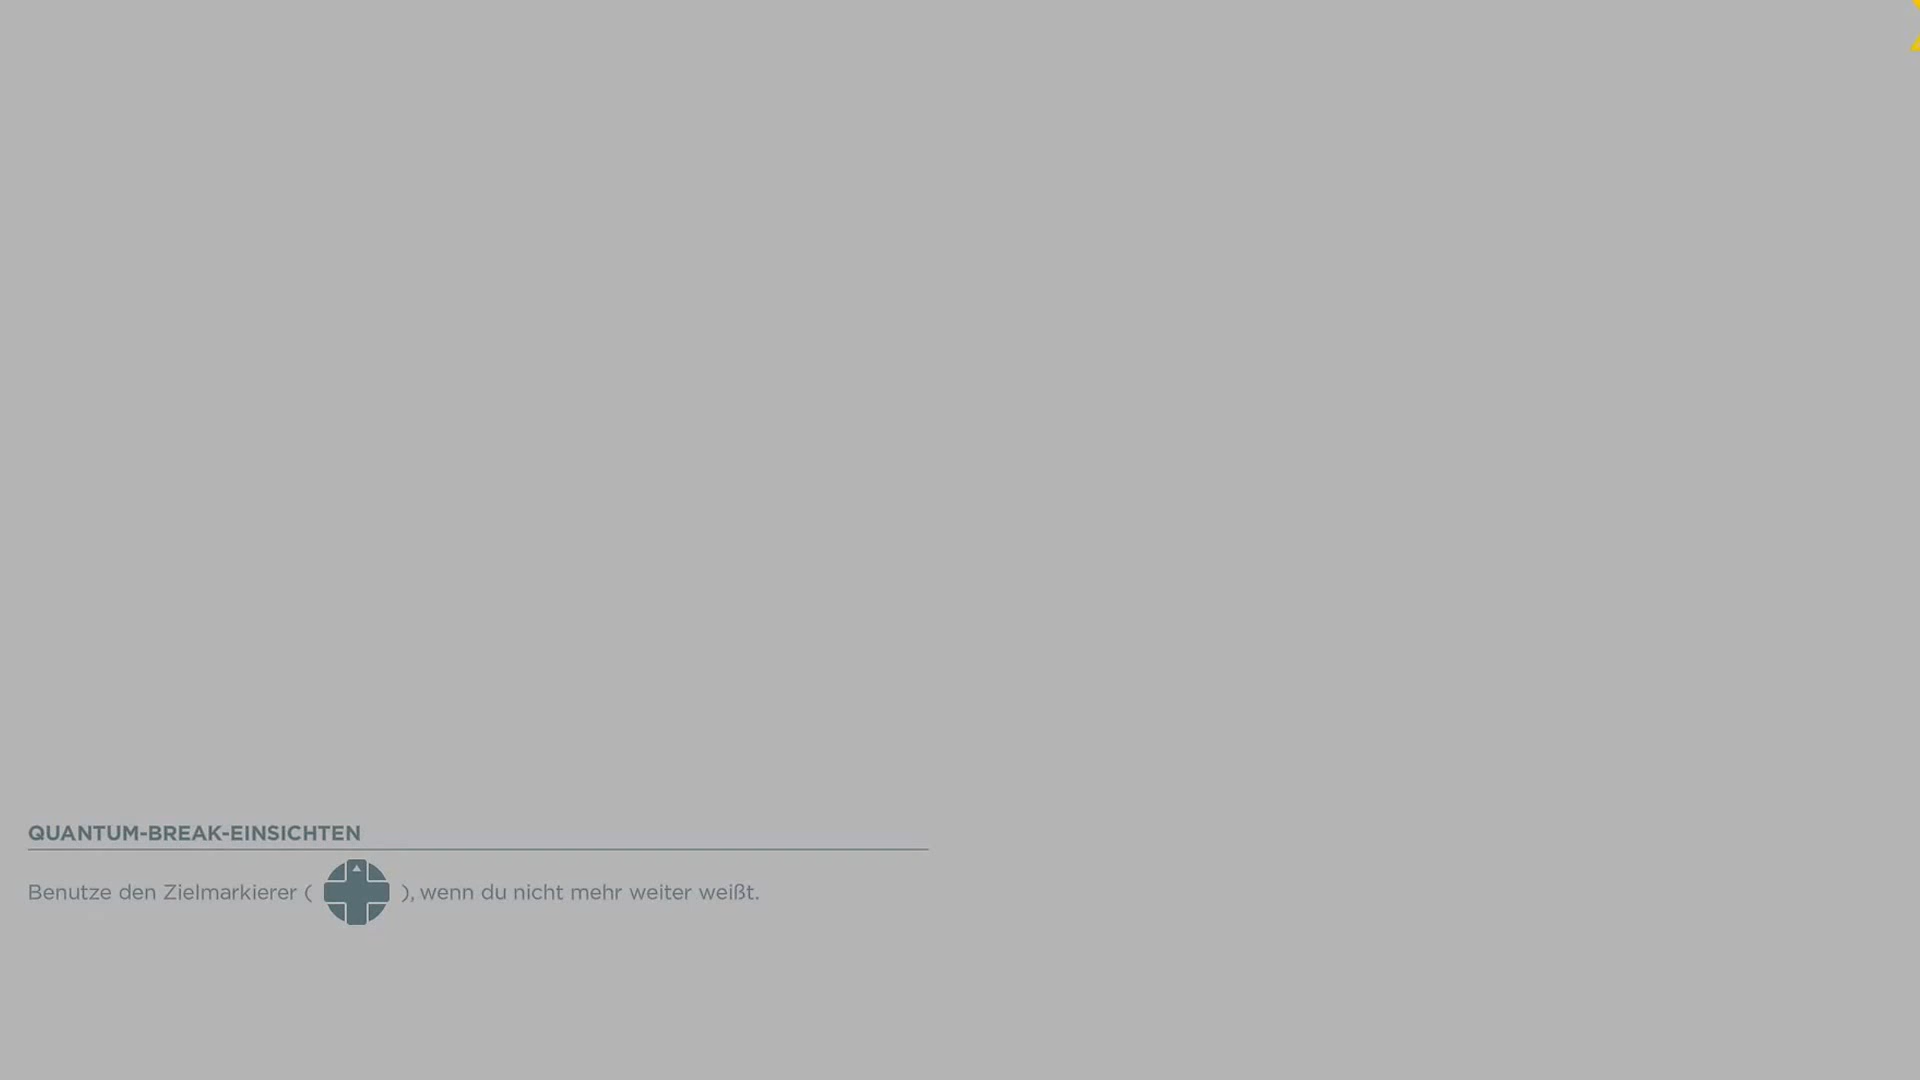 QUANTUM-BREAK-EINSICHTEN
Benutze den Zielmarkierer ( ), wenn du nicht mehr weiter weißt.